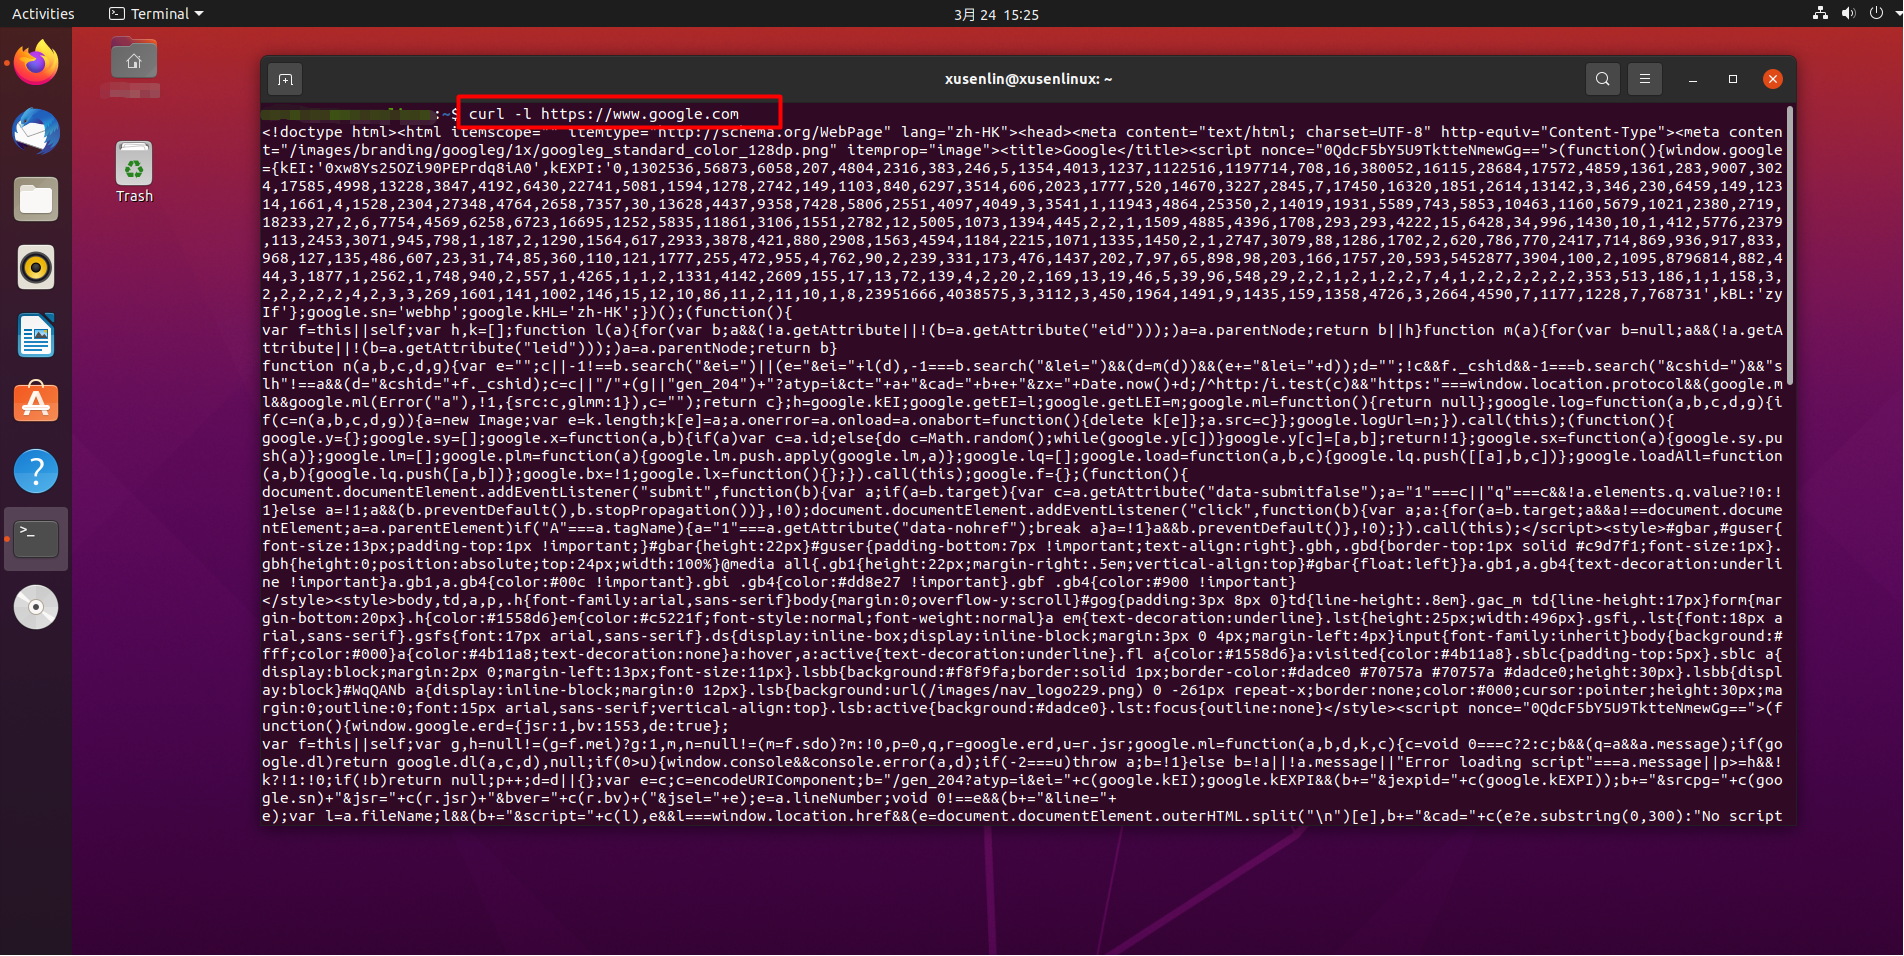 Activities
Terminal
3月 24 15:25
Trash
xusenlin@xusenlinux: ~
:~$ curl -l https://www.google.com
<!doctype html><html itemscope="" itemtype="http://schema.org/WebPage" lang="zh-HK"><head><meta content="text/html; charset=UTF-8" http-equiv="Content-Type"><meta conten
t="/images/branding/googleg/1x/googleg_standard_color_128dp.png" itemprop="image"><title>Google</title><script nonce="0QdcF5bY5U9TktteNmewGg==">(function(){window.google
={kEI:'0xw8Ys25OZi90PEPrdq8iA0',kEXPI:'0,1302536,56873,6058,207,4804,2316,383,246,5,1354,4013,1237,1122516,1197714,708,16,380052,16115,28684,17572,4859,1361,283,9007,302
4,17585,4998,13228,3847,4192,6430,22741,5081,1594,1278,2742,149,1103,840,6297,3514,606,2023,1777,520,14670,3227,2845,7,17450,16320,1851,2614,13142,3,346,230,6459,149,123
14,1661,4,1528,2304,27348,4764,2658,7357,30,13628,4437,9358,7428,5806,2551,4097,4049,3,3541,1,11943,4864,25350,2,14019,1931,5589,743,5853,10463,1160,5679,1021,2380,2719,
18233,27,2,6,7754,4569,6258,6723,16695,1252,5835,11861,3106,1551,2782,12,5005,1073,1394,445,2,2,1,1509,4885,4396,1708,293,293,4222,15,6428,34,996,1430,10,1,412,5776,2379
,113,2453,3071,945,798,1,187,2,1290,1564,617,2933,3878,421,880,2908,1563,4594,1184,2215,1071,1335,1450,2,1,2747,3079,88,1286,1702,2,620,786,770,2417,714,869,936,917,833,
968,127,135,486,607,23,31,74,85,360,110,121,1777,255,472,955,4,762,90,2,239,331,173,476,1437,202,7,97,65,898,98,203,166,1757,20,593,5452877,3904,100,2,1095,8796814,882,4
44,3,1877,1,2562,1,748,940,2,557,1,4265,1,1,2,1331,4142,2609,155,17,13,72,139,4,2,20,2,169,13,19,46,5,39,96,548,29,2,2,1,2,1,2,2,7,4,1,2,2,2,2,2,2,353,513,186,1,1,158,3,
2,2,2,2,2,4,2,3,3,269,1601,141,1002,146,15,12,10,86,11,2,11,10,1,8,23951666,4038575,3,3112,3,450,1964,1491,9,1435,159,1358,4726,3,2664,4590,7,1177,1228,7,768731',kBL:'zy
If'};google.sn='webhp';google.kHL='zh-HK';})();(function(){
var f=this||self;var h,k=[];function l(a){for(var b;a&&(!a.getAttribute||!(b=a.getAttribute("eid")));)a=a.parentNode;return b||h}function m(a){for(var b=null;a&&(!a.getA
ttribute||!(b=a.getAttribute("leid")));)a=a.parentNode;return b}
function n(a,b,c,d,g){var e="";c||-1!==b.search("&ei=")||(e="&ei="+l(d),-1===b.search("&lei=")&&(d=m(d))&&(e+="&lei="+d));d="";!c&&f._cshid&&-1===b.search("&cshid=")&&"s
lh"!==a&&(d="&cshid="+f._cshid);c=c||"/"+(g||"gen_204")+"?atyp=i&ct="+a+"&cad="+b+e+"&zx="+Date.now()+d;/^http:/i.test(c)&&"https:"===window.location.protocol&&(google.m
l&&google.ml(Error("a"),!1,{src:c,glmm:1}),c="");return c};h=google.kEI;google.getEI=l;google.getLEI=m;google.ml=function(){return null};google.log=function(a,b,c,d,g){i
f(c=n(a,b,c,d,g)){a=new Image;var e=k.length;k[e]=a;a.onerror=a.onload=a.onabort=function(){delete k[e]};a.src=c}};google.logUrl=n;}).call(this);(function(){
google.y={};google.sy=[];google.x=function(a,b){if(a)var c=a.id;else{do c=Math.random();while(google.y[c])}google.y[c]=[a,b];return!1};google.sx=function(a){google.sy.pu
sh(a)};google.lm=[];google.plm=function(a){google.lm.push.apply(google.lm,a)};google.lq=[];google.load=function(a,b,c){google.lq.push([[a],b,c])};google.loadAll=function
(a,b){google.lq.push([a,b])};google.bx=!1;google.lx=function(){};}).call(this);google.f={};(function(){
document.documentElement.addEventListener("submit",function(b){var a;if(a=b.target){var c=a.getAttribute("data-submitfalse");a="1"===c||"q"===c&&!a.elements.q.value?!0:!
1}else a=!1;a&&(b.preventDefault(),b.stopPropagation())},!0);document.documentElement.addEventListener("click",function(b){var a;a:{for(a=b.target;a&&a!==document.docume
ntElement;a=a.parentElement)if("A"===a.tagName){a="1"===a.getAttribute("data-nohref");break a}a=!1}a&&b.preventDefault()},!0);}).call(this);</script><style>#gbar,#guser{
font-size:13px;padding-top:1px !important;}#gbar{height:22px}#guser{padding-bottom:7px !important;text-align:right}.gbh,.gbd{border-top:1px solid #c9d7f1;font-size:1px}.
gbh{height:0;position:absolute;top:24px;width:100%}@media all{.gb1{height:22px;margin-right:.5em;vertical-align:top}#gbar{float:left}}a.gb1,a.gb4{text-decoration:underli
ne !important}a.gb1,a.gb4{color:#00c !important}.gbi .gb4{color:#dd8e27 !important}.gbf .gb4{color:#900 !important}
</style><style>body,td,a,p,.h{font-family:arial,sans-serif}body{margin:0;overflow-y:scroll}#gog{padding:3px 8px 0}td{line-height:.8em}.gac_m td{line-height:17px}form{mar
gin-bottom:20px}.h{color:#1558d6}em{color:#c5221f;font-style:normal;font-weight:normal}a em{text-decoration:underline}.lst{height:25px;width:496px}.gsfi,.lst{font:18px a
rial,sans-serif}.gsfs{font:17px arial,sans-serif}.ds{display:inline-box;display:inline-block;margin:3px 0 4px;margin-left:4px}input{font-family:inherit}body{background:#
fff;color:#000}a{color:#4b11a8;text-decoration:none}a:hover,a:active{text-decoration:underline}.fl a{color:#1558d6}a:visited{color:#4b11a8}.sblc{padding-top:5px}.sblc a{
display:block;margin:2px 0;margin-left:13px;font-size:11px}.lsbb{background:#f8f9fa;border:solid 1px;border-color:#dadce0 #70757a #70757a #dadce0;height:30px}.lsbb{displ
ay:block}#WqQANb a{display:inline-block;margin:0 12px}.lsb{background:url(/images/nav_logo229.png) 0 -261px repeat-x;border:none;color:#000;cursor:pointer;height:30px;ma
rgin:0;outline:0;font:15px arial,sans-serif;vertical-align:top}.lsb:active{background:#dadce0}.lst:focus{outline:none}</style><script nonce="0QdcF5bY5U9TktteNmewGg==">(f
unction(){window.google.erd={jsr:1,bv:1553,de:true};
var f=this||self;var g,h=null!=(g=f.mei)?g:1,m,n=null!=(m=f.sdo)?m:!0,p=0,q,r=google.erd,u=r.jsr;google.ml=function(a,b,d,k,c){c=void 0===c?2:c;b&&(q=a&&a.message);if(go
ogle.dl)return google.dl(a,c,d),null;if(0>u){window.console&&console.error(a,d);if(-2===u)throw a;b=!1}else b=!a||!a.message||"Error loading script"===a.message||p>=h&&!
k?!1:!0;if(!b)return null;p++;d=d||{};var e=c;c=encodeURIComponent;b="/gen_204?atyp=i&ei="+c(google.kEI);google.kEXPI&&(b+="&jexpid="+c(google.kEXPI));b+="&srcpg="+c(goo
gle.sn)+"&jsr="+c(r.jsr)+"&bver="+c(r.bv)+("&jsel="+e);e=a.lineNumber;void 0!==e&&(b+="&line="+
e);var l=a.fileName;l&&(b+="&script="+c(l),e&&l===window.location.href&&(e=document.documentElement.outerHTML.split("\n")[e],b+="&cad="+c(e?e.substring(0,300):"No script